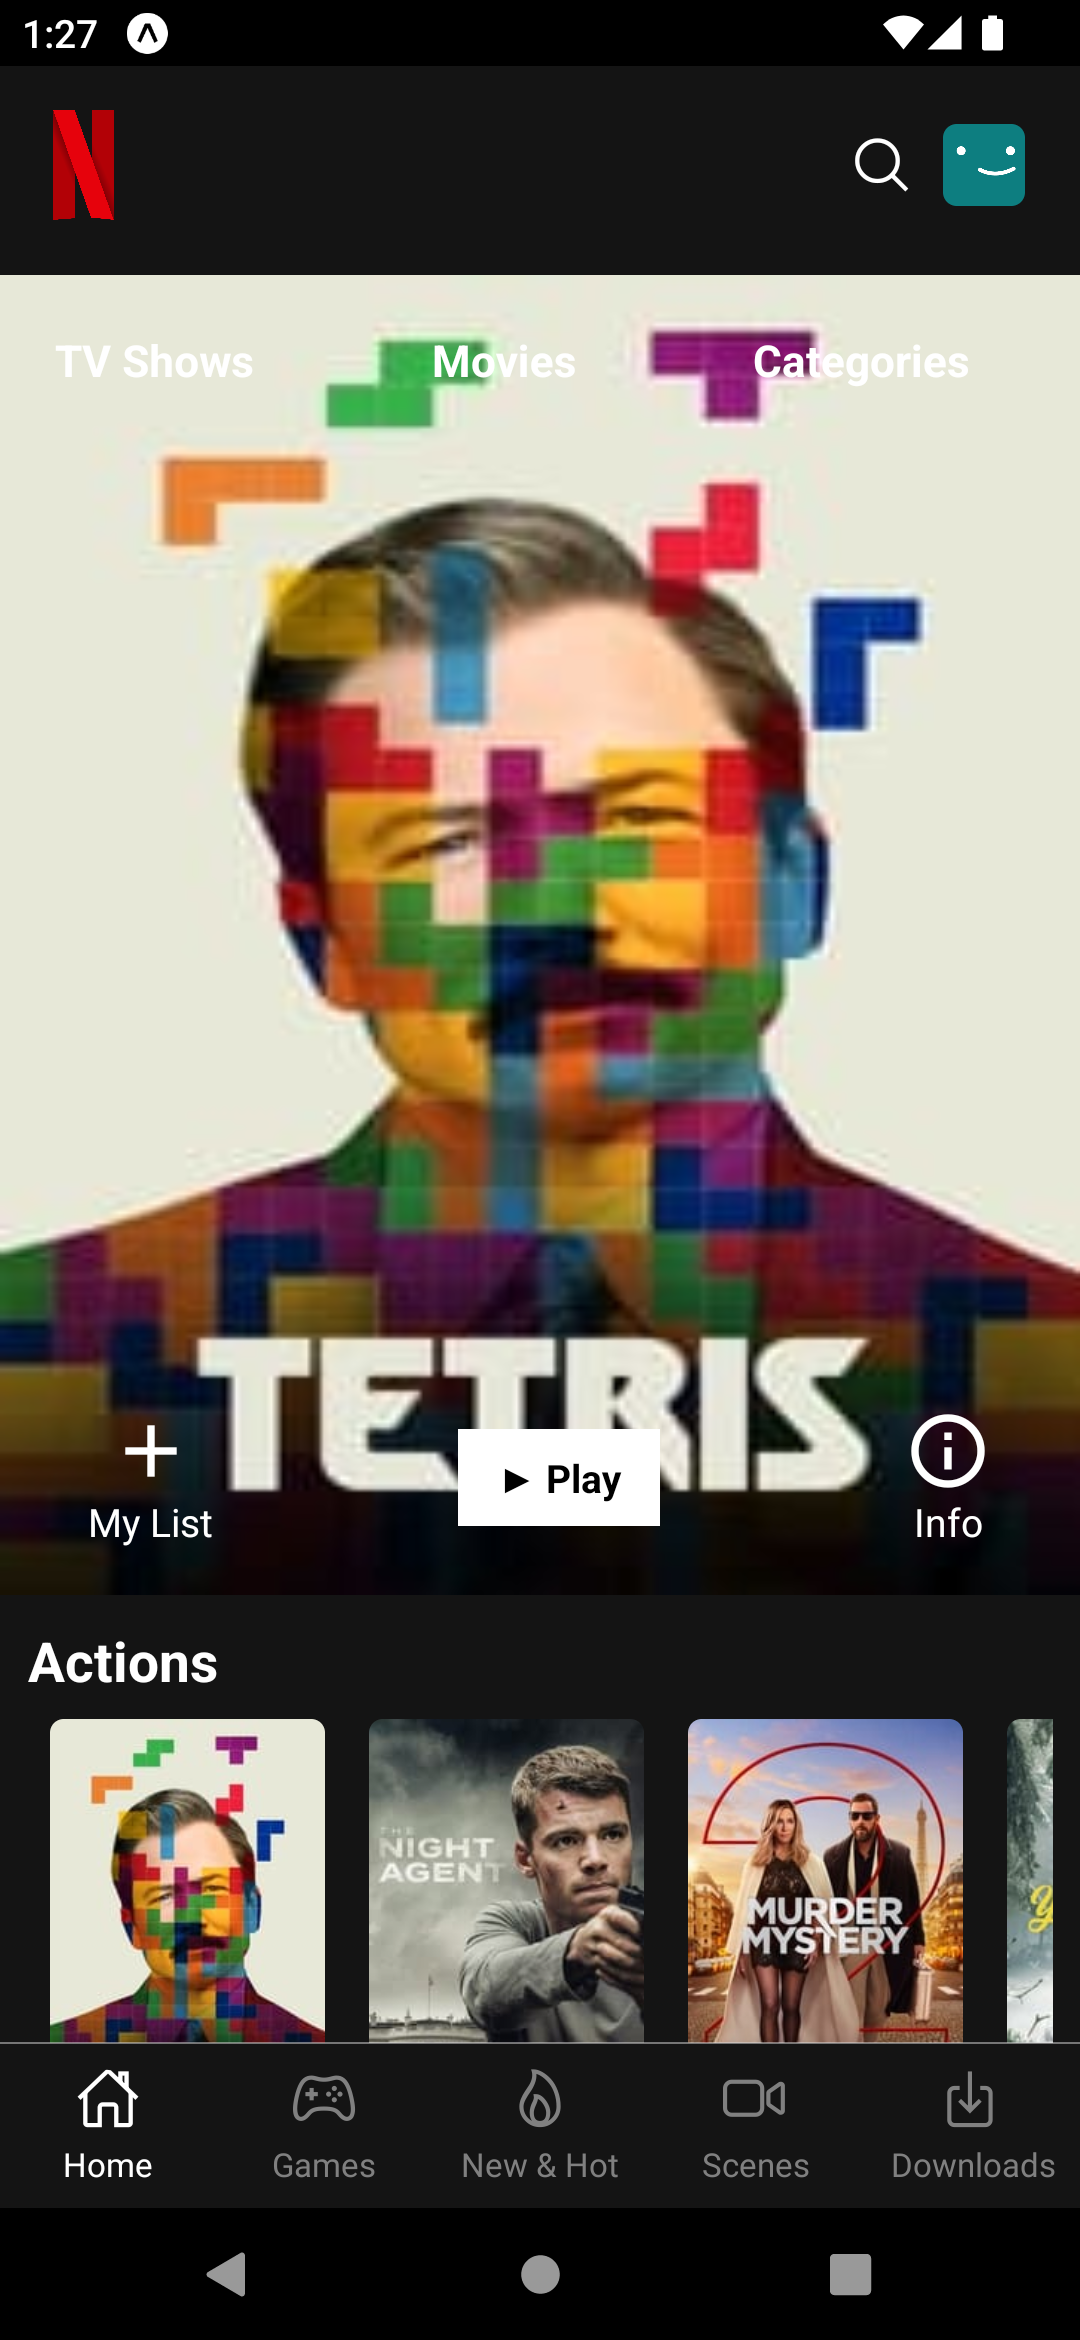 1:27
N
TV Shows
Movies
Categories
TETRIS
My List
Play
Info
Actions
THE
NIGHT
AGENT
MURDER
MYSTERY
2
Home
Games
New & Hot
Scenes
Downloads